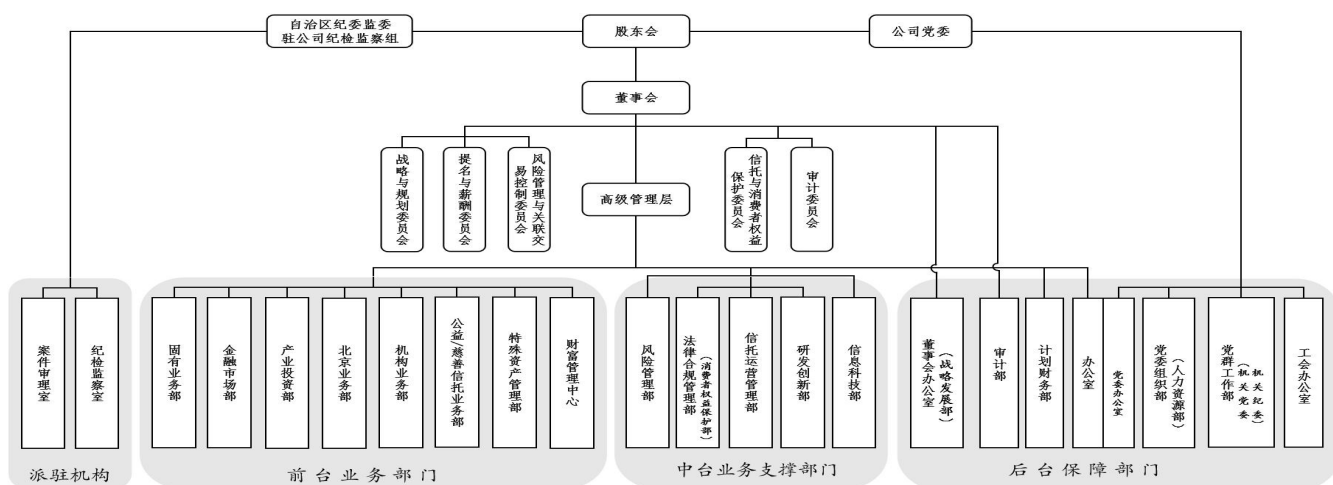 自治区纪委监委
驻公司纪检监察组
股东会
公司党委
董事会
战略与规划委员会
提名与薪酬委员会
风险管理与关联交
易控制委员会
高级管理层
信托与消费者权益
保护委员会
审计委员会
案件审理室
纪检监察室
固有业务部
金融市场部
产业投资部
北京业务部
机构业务部
公益/慈善信托业务部
特殊资产管理部
财富管理中心
风险管理部
法律合规管理部
（消费者权益保护部）
信托运营管理部
研发创新部
信息科技部
董事会办公室
（战略发展部）
审计部
计划财务部
办公室
党委办公室
党委组织部
（人力资源部）
党群工作部
（机关党委
机关纪委）
工会办公室
派驻机构
前台业务部门
中台业务支撑部门
后台保障部门